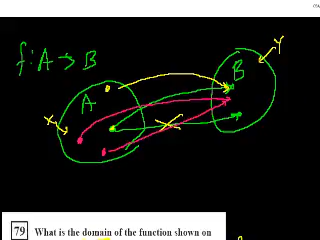 Y
f: A → B
B
A
X
79 What is the domain of the function shown on